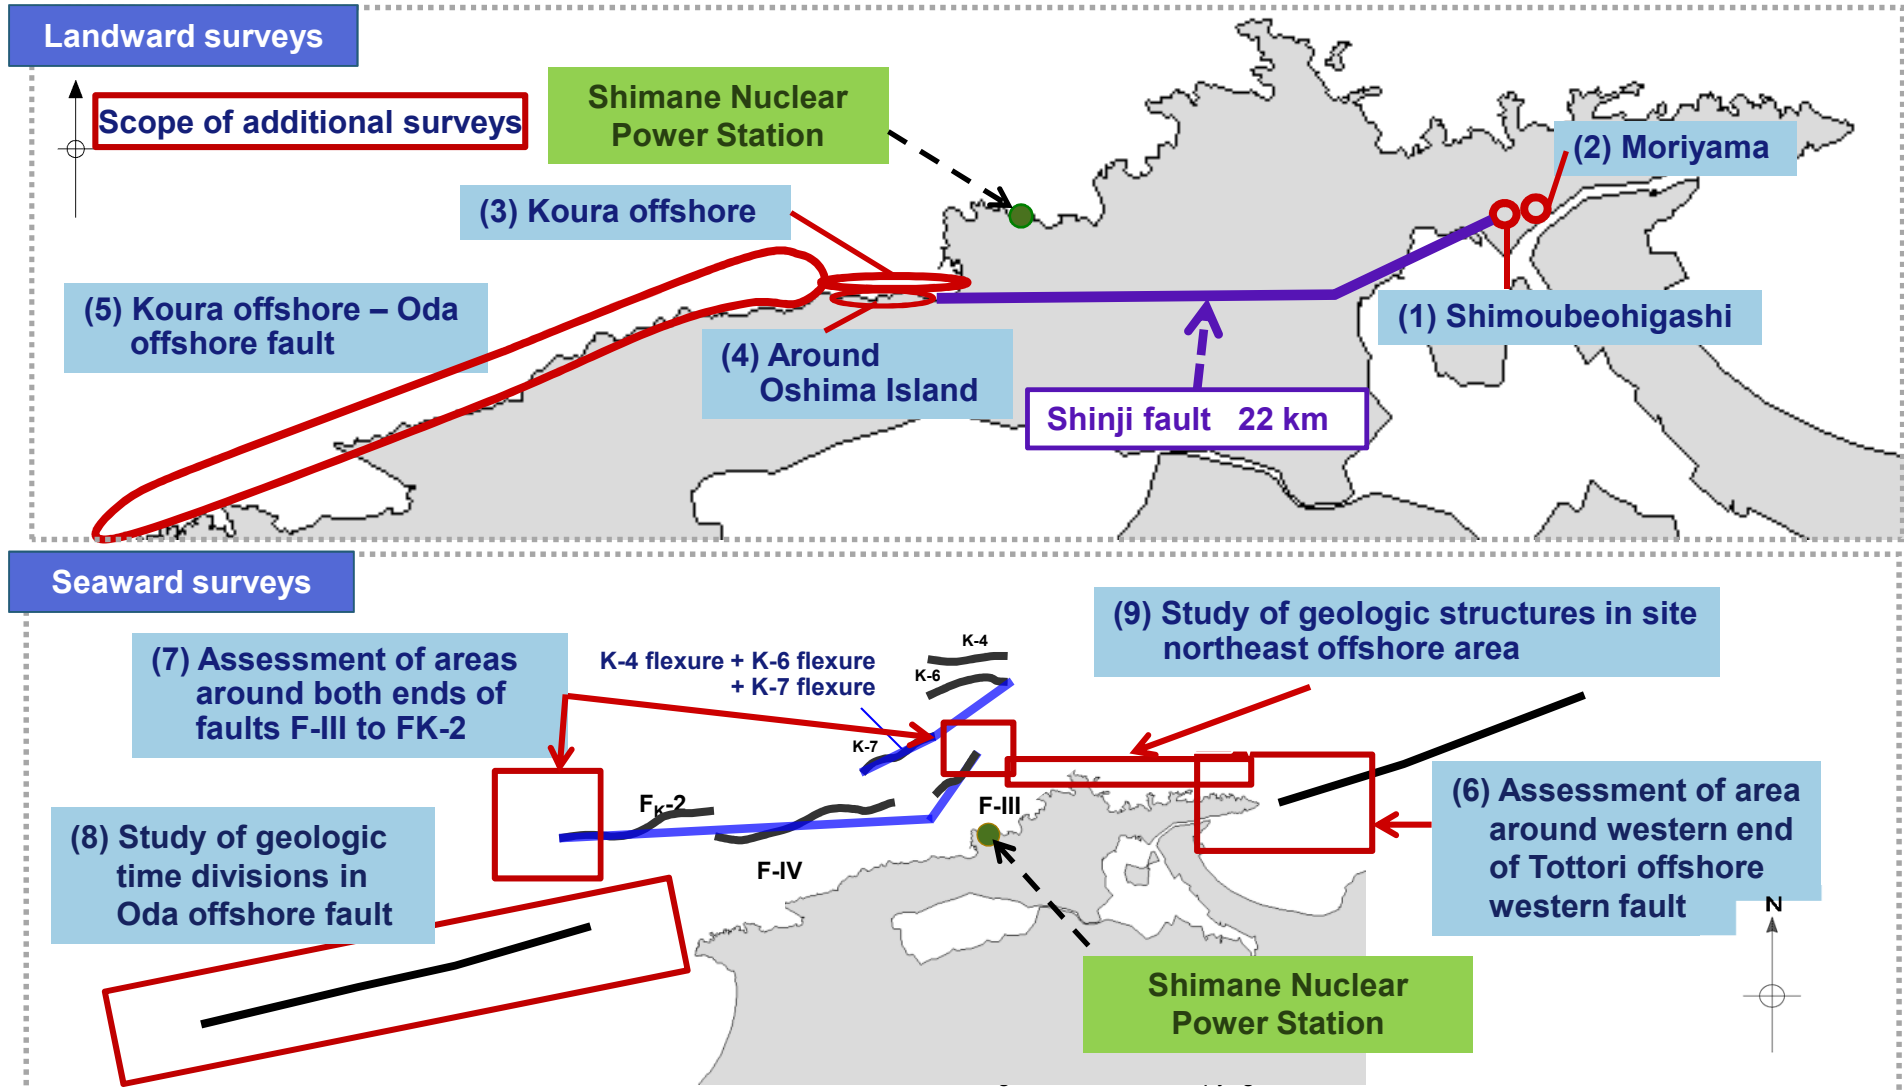 Landward surveys
Scope of additional surveys
Shimane Nuclear
Power Station
(2) Moriyama
(3) Koura offshore
(5) Koura offshore – Oda
offshore fault
(1) Shimoubeohigashi
(4) Around
Oshima Island
Shinji fault 22 km
Seaward surveys
(9) Study of geologic structures in site
northeast offshore area
(7) Assessment of areas
around both ends of
faults F-III to FK-2
K-4 flexure + K-6 flexure
+ K-7 flexure
K-4
K-6
K-7
FK-2
F-III
F-IV
(6) Assessment of area
around western end
of Tottori offshore
western fault
(8) Study of geologic
time divisions in
Oda offshore fault
N
Shimane Nuclear
Power Station